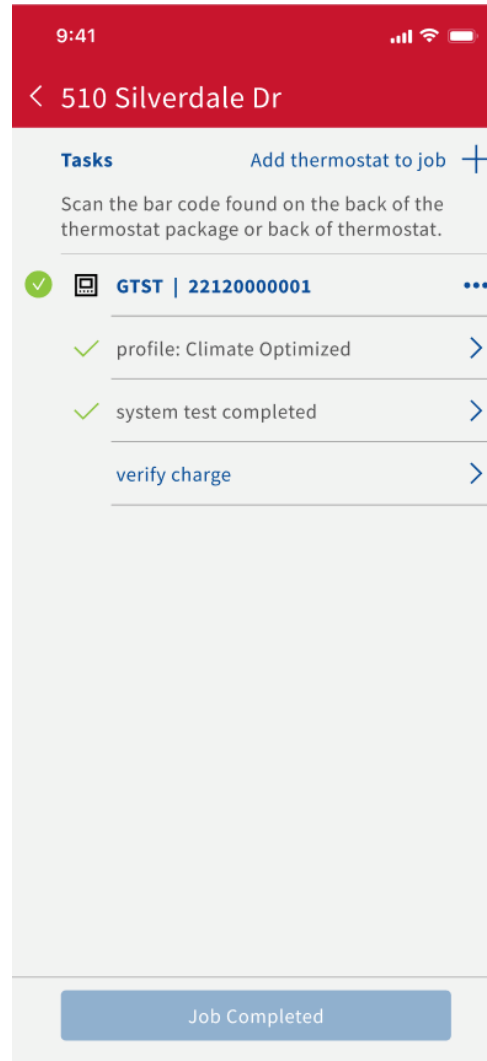 9:41
510 Silverdale Dr
Tasks Add thermostat to job
Scan the bar code found on the back of the
thermostat package or back of thermostat.
GTST | 22120000001
profile: Climate Optimized
system test completed
verify charge
Job Completed